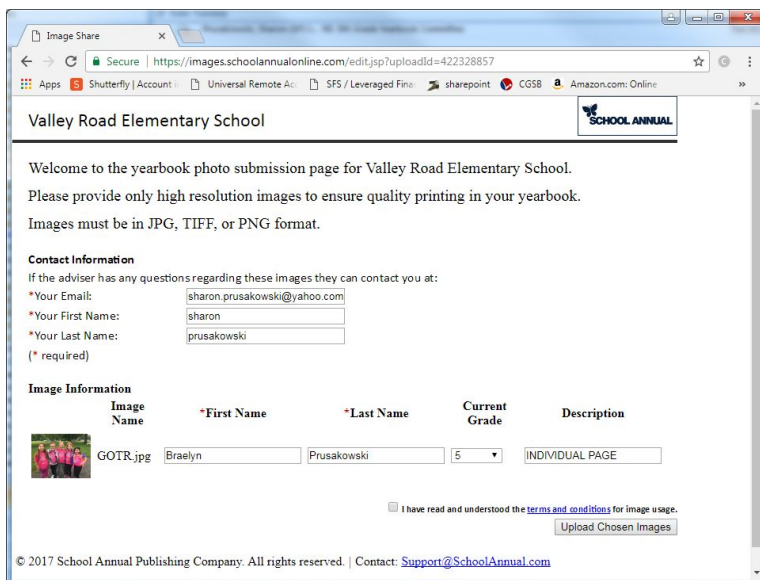 Image Share
Secure | https://images.schoolannualonline.com/edit.jsp?uploadId=422328857
Apps Shutterfly | Account Universal Remote Acc SFS / Leveraged Fina sharepoint CGSB Amazon.com: Online
Valley Road Elementary School
SCHOOL ANNUAL
Welcome to the yearbook photo submission page for Valley Road Elementary School.
Please provide only high resolution images to ensure quality printing in your yearbook.
Images must be in JPG, TIFF, or PNG format.
Contact Information
If the adviser has any questions regarding these images they can contact you at:
*Your Email: sharon.prusakowski@yahoo.com
*Your First Name: sharon
*Your Last Name: prusakowski
(* required)
Image Information
Image Name *First Name *Last Name Current Grade Description
GOTR.jpg Braelyn Prusakowski 5 INDIVIDUAL PAGE
I have read and understood the terms and conditions for image usage.
Upload Chosen Images
© 2017 School Annual Publishing Company. All rights reserved. | Contact: Support@SchoolAnnual.com